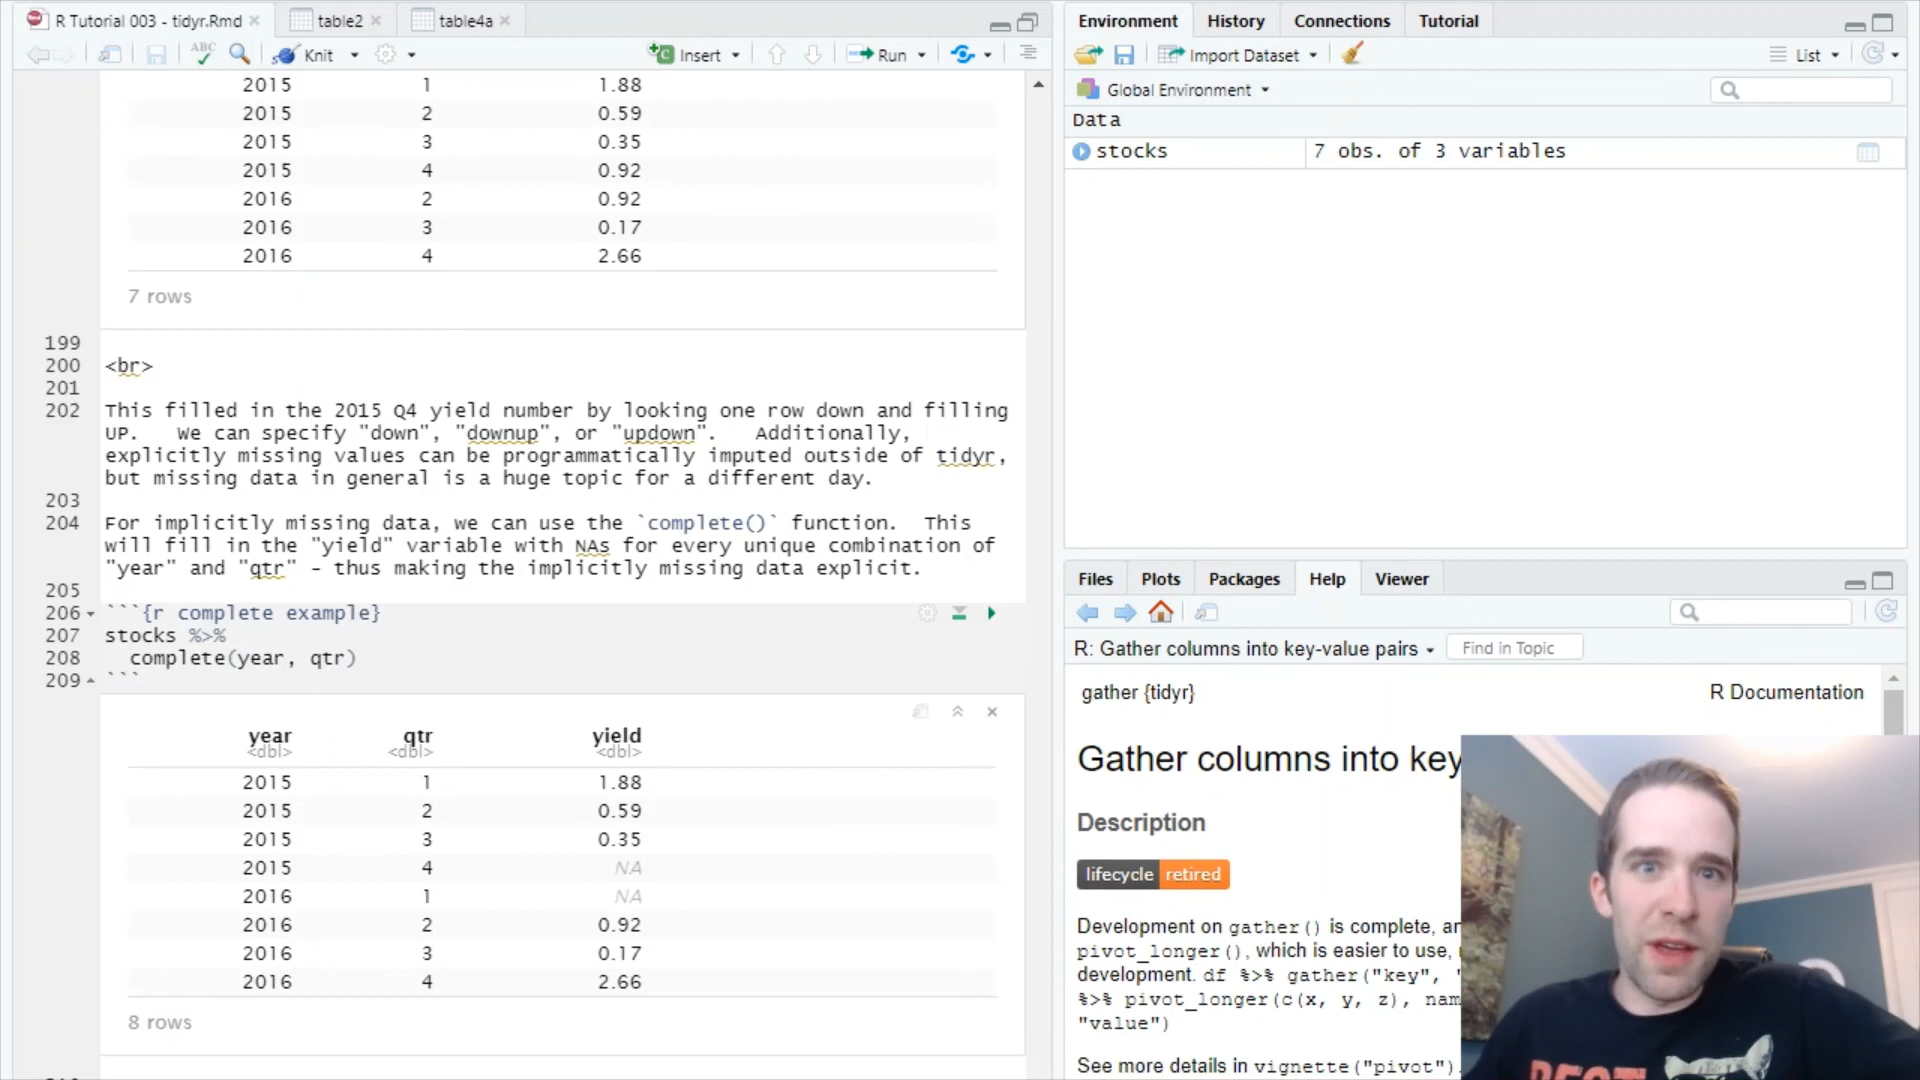 R Tutorial 003 - tidyr.Rmd
table2
table4a
Environment
History
Connections
Tutorial
ABC
Knit
Insert
Run
Import Dataset
List
Global Environment
Data
stocks
7 obs. of 3 variables
2015 1 1.88
2015 2 0.59
2015 3 0.35
2015 4 0.92
2016 2 0.92
2016 3 0.17
2016 4 2.66
7 rows
199
200 <br>
201
202 This filled in the 2015 Q4 yield number by looking one row down and filling
UP. We can specify "down", "downup", or "updown". Additionally,
explicitly missing values can be programmatically imputed outside of tidyr,
but missing data in general is a huge topic for a different day.
203
204 For implicitly missing data, we can use the `complete()` function. This
will fill in the "yield" variable with NAs for every unique combination of
"year" and "qtr" - thus making the implicitly missing data explicit.
205
206 ```{r complete example}
207 stocks %>%
208 complete(year, qtr)
209 ```
year qtr yield
<dbl> <dbl> <dbl>
2015 1 1.88
2015 2 0.59
2015 3 0.35
2015 4 NA
2016 1 NA
2016 2 0.92
2016 3 0.17
2016 4 2.66
8 rows
Files
Plots
Packages
Help
Viewer
R: Gather columns into key-value pairs
Find in Topic
gather {tidyr}
R Documentation
Gather columns into key
Description
lifecycle retired
Development on gather() is complete, an
pivot_longer(), which is easier to use,
development. df %>% gather("key", "
%>% pivot_longer(c(x, y, z), nam
"value")
See more details in vignette("pivot").